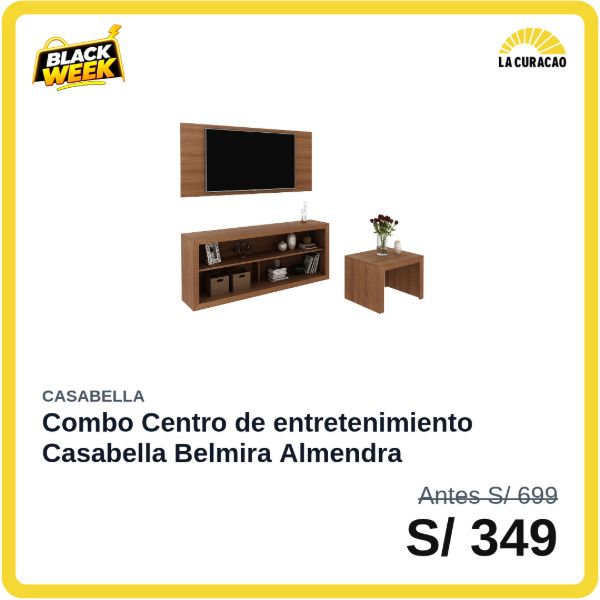 BLACK
WEEK
LA CURACAO
CASABELLA
Combo Centro de entretenimiento
Casabella Belmira Almendra
Antes S/ 699
S/ 349